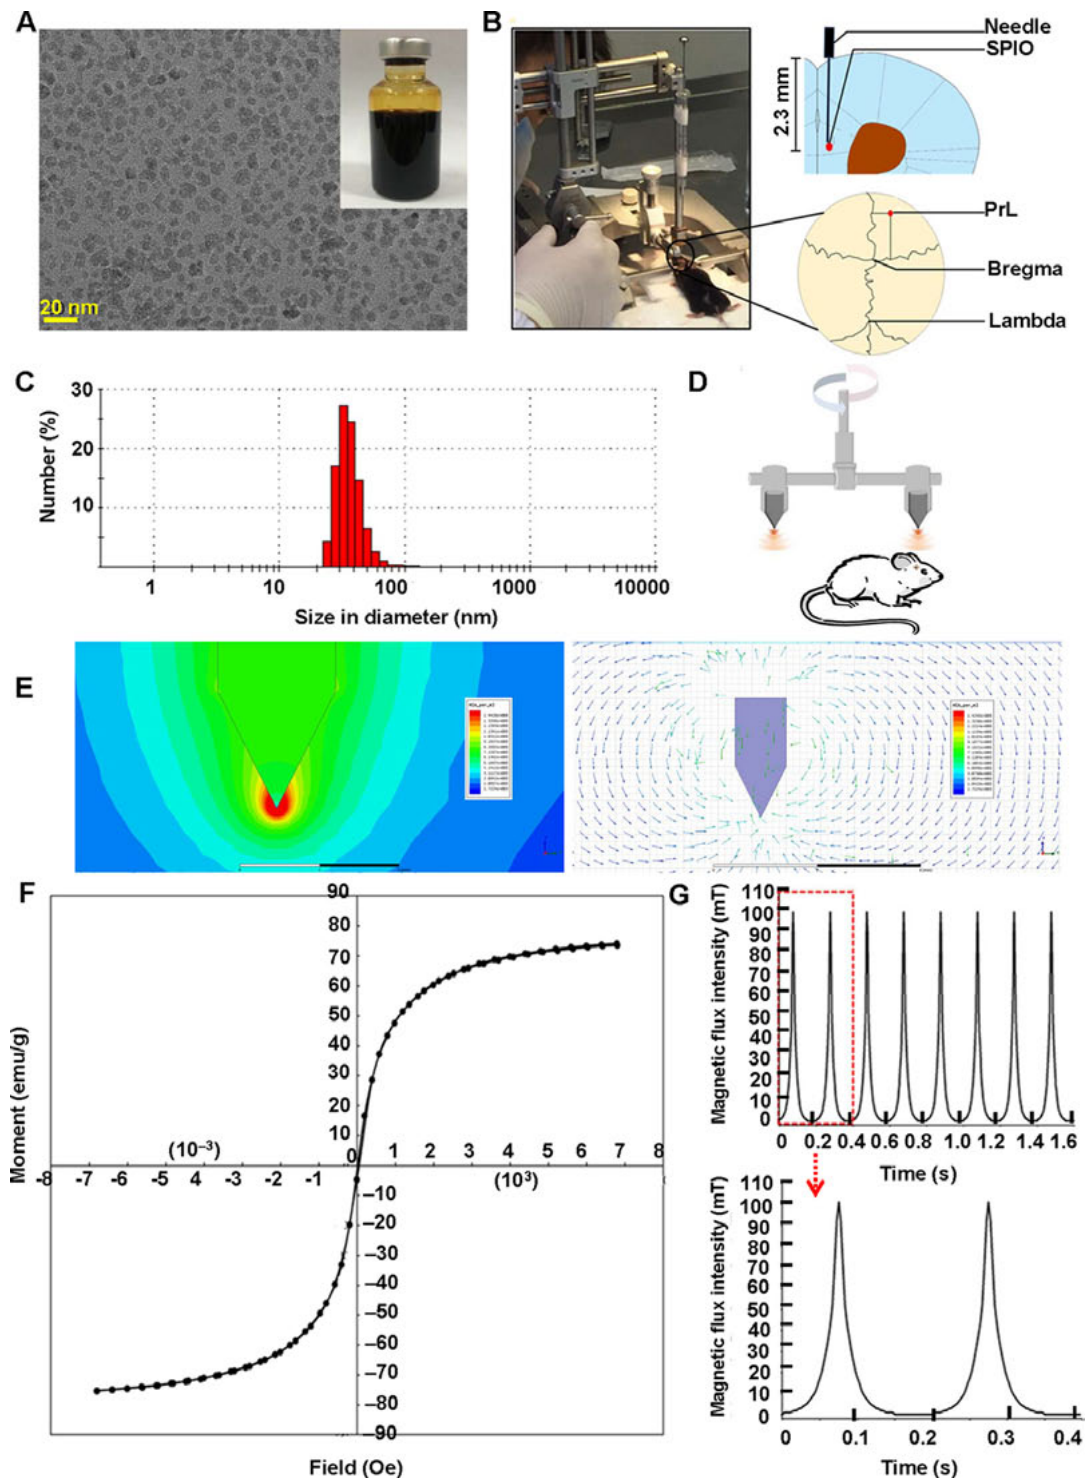 A
20 nm
B
Needle
SPIO
2.3 mm
PrL
Bregma
Lambda
C
Number (%)
30
20
10
1
10
100
1000
10000
Size in diameter (nm)
D
E
F
Moment (emu/g)
90
80
70
60
50
40
30
20
10
0
(10⁻³)
-8 -7 -6 -5 -4 -3 -2 -1
0 1 2 3 4 5 6 7 8
(10³)
–10
–20
–30
–40
–50
–60
–70
–80
–90
Field (Oe)
G
Magnetic flux intensity (mT)
110
100
90
80
70
60
50
40
30
20
10
0
0 0.2 0.4 0.6 0.8 1.0 1.2 1.4 1.6
Time (s)
Magnetic flux intensity (mT)
110
100
90
80
70
60
50
40
30
20
10
0
0 0.1 0.2 0.3 0.4
Time (s)